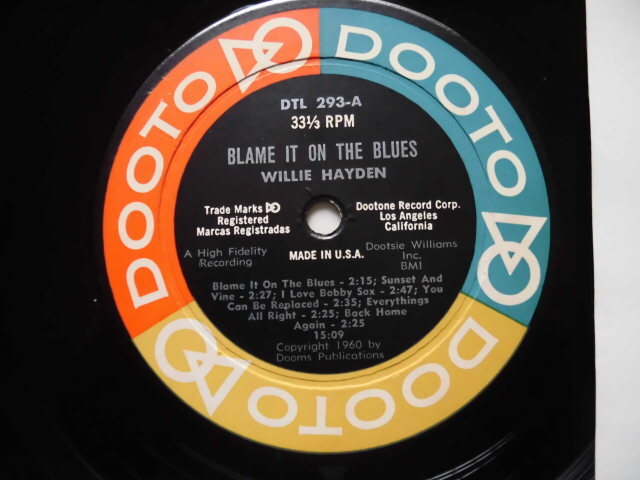 DOOTO
DOOTO
DOOTO
DTL 293-A
33⅓ RPM
BLAME IT ON THE BLUES
WILLIE HAYDEN
Trade Marks DO
Registered
Marcas Registradas
Dootone Record Corp.
Los Angeles
California
A High Fidelity
Recording
MADE IN U.S.A.
Dootsie Williams
Inc.
BMI
Blame It On The Blues - 2:15; Sunset And
Vine - 2:27; I Love Bobby Sox - 2:47; You
Can Be Replaced - 2:35; Everythings
All Right - 2:25; Back Home
Again - 2:25
15:09
Copyright 1960 by
Dooms Publications